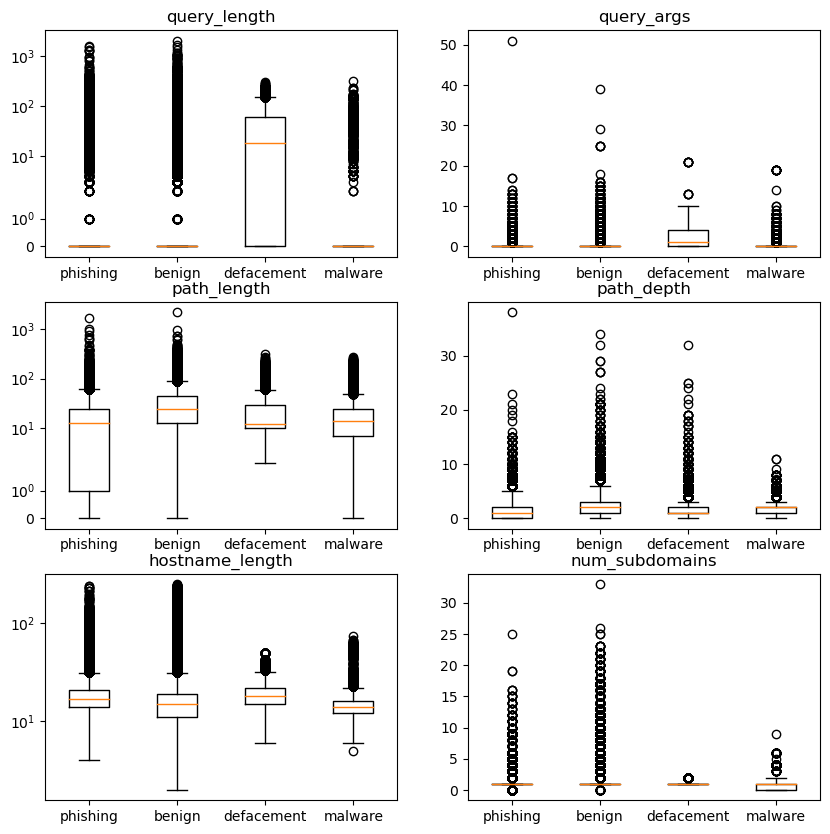 query_length
10^3
10^2
10^1
10^0
0
phishing benign defacement malware
query_args
50
40
30
20
10
0
phishing benign defacement malware
path_length
10^3
10^2
10^1
10^0
0
phishing benign defacement malware
path_depth
30
20
10
0
phishing benign defacement malware
hostname_length
10^2
10^1
phishing benign defacement malware
num_subdomains
30
25
20
15
10
5
0
phishing benign defacement malware